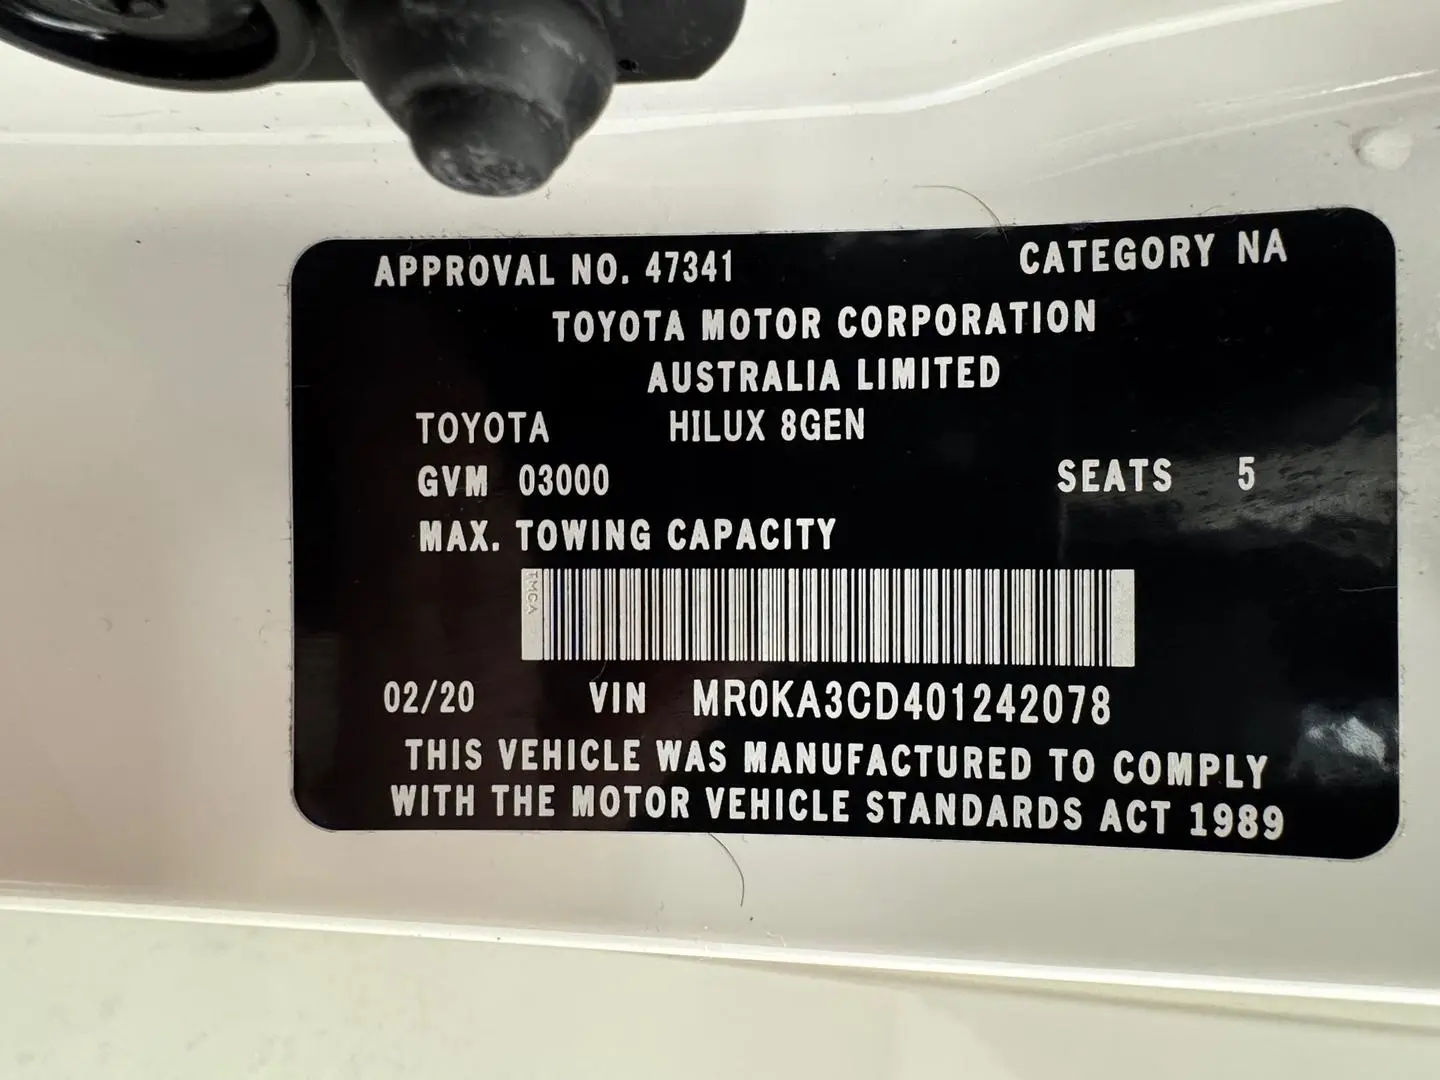 APPROVAL NO. 47341 CATEGORY NA
TOYOTA MOTOR CORPORATION
AUSTRALIA LIMITED
TOYOTA HILUX 8GEN
GVM 03000 SEATS 5
MAX. TOWING CAPACITY
TMCA
02/20 VIN MR0KA3CD401242078
THIS VEHICLE WAS MANUFACTURED TO COMPLY
WITH THE MOTOR VEHICLE STANDARDS ACT 1989